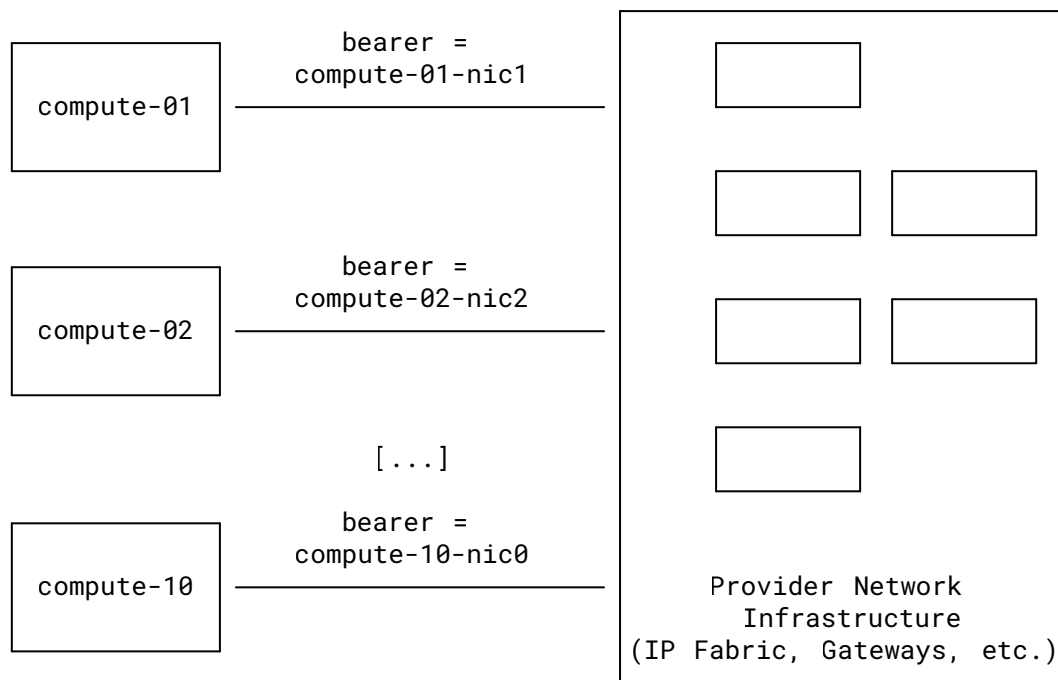 bearer =
compute-01-nic1
compute-01
bearer =
compute-02-nic2
compute-02
[...]
bearer =
compute-10-nic0
compute-10
Provider Network
Infrastructure
(IP Fabric, Gateways, etc.)